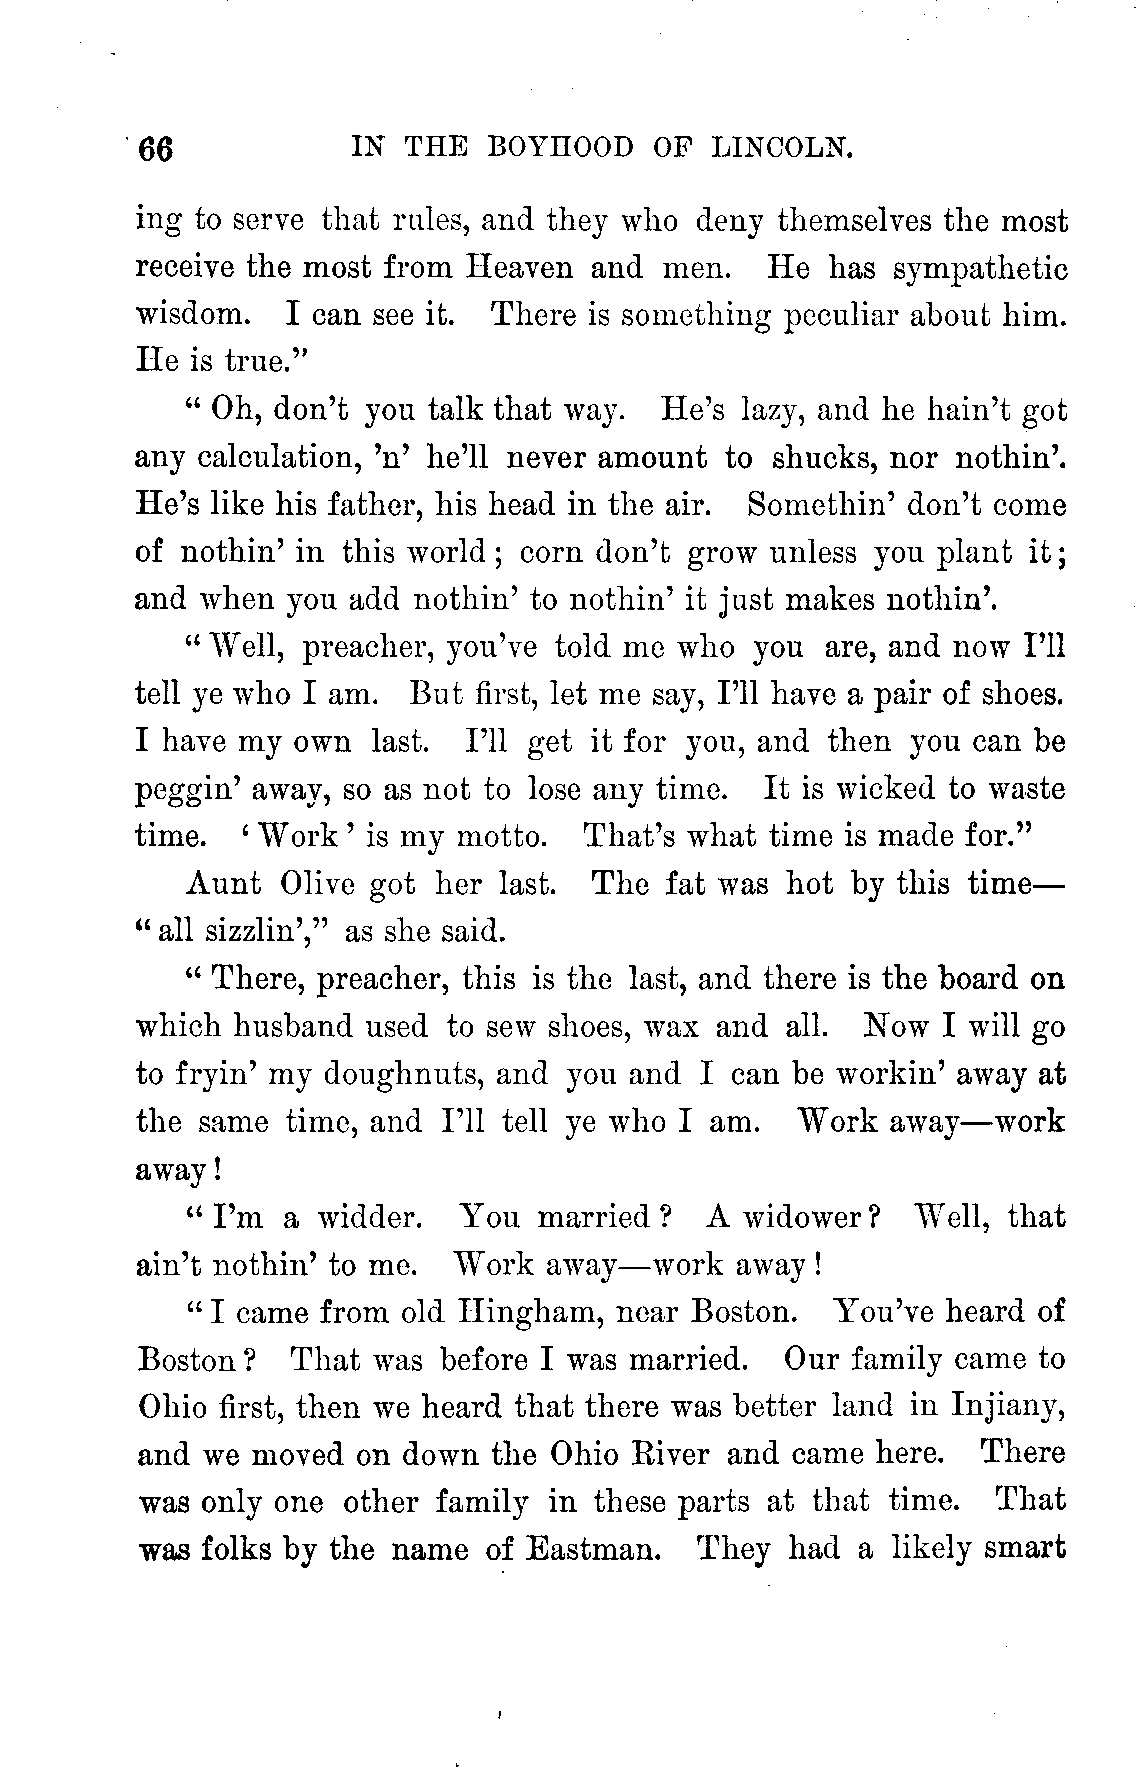 66 IN THE BOYHOOD OF LINCOLN.
ing to serve that rules, and they who deny themselves the most
receive the most from Heaven and men. He has sympathetic
wisdom. I can see it. There is something peculiar about him.
He is true."
" Oh, don't you talk that way. He's lazy, and he hain't got
any calculation, 'n' he'll never amount to shucks, nor nothin'.
He's like his father, his head in the air. Somethin' don't come
of nothin' in this world ; corn don't grow unless you plant it ;
and when you add nothin' to nothin' it just makes nothin'.
" Well, preacher, you've told me who you are, and now I'll
tell ye who I am. But first, let me say, I'll have a pair of shoes.
I have my own last. I'll get it for you, and then you can be
peggin' away, so as not to lose any time. It is wicked to waste
time. ' Work ' is my motto. That's what time is made for."
Aunt Olive got her last. The fat was hot by this time—
" all sizzlin'," as she said.
" There, preacher, this is the last, and there is the board on
which husband used to sew shoes, wax and all. Now I will go
to fryin' my doughnuts, and you and I can be workin' away at
the same time, and I'll tell ye who I am. Work away—work
away !
" I'm a widder. You married ? A widower ? Well, that
ain't nothin' to me. Work away—work away !
" I came from old Hingham, near Boston. You've heard of
Boston ? That was before I was married. Our family came to
Ohio first, then we heard that there was better land in Injiany,
and we moved on down the Ohio River and came here. There
was only one other family in these parts at that time. That
was folks by the name of Eastman. They had a likely smart